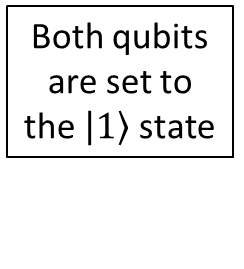 Both qubits
are set to
the |1⟩ state